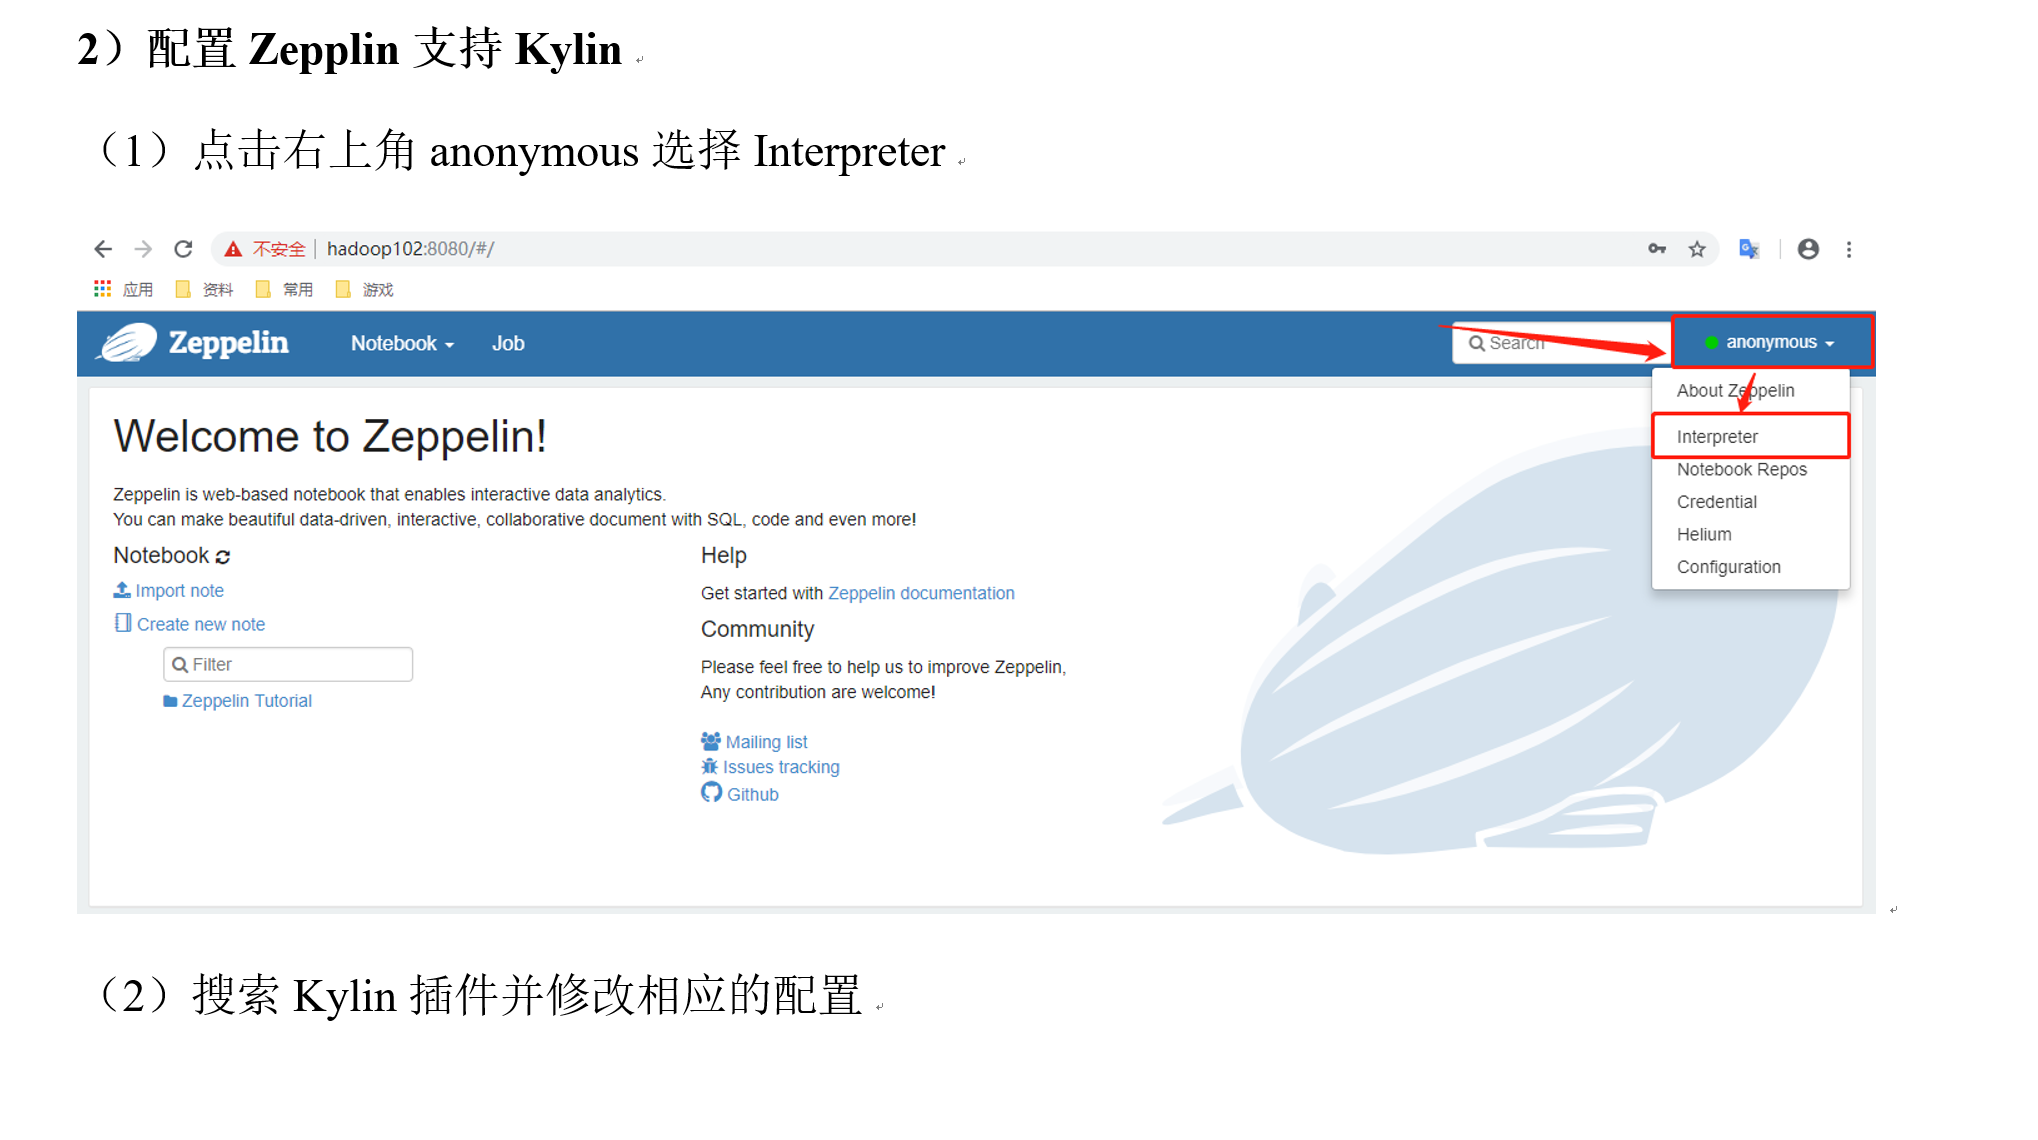 2）配置 Zepplin 支持 Kylin
（1）点击右上角 anonymous 选择 Interpreter
不安全 hadoop102:8080/#/
应用 资料 常用 游戏
Zeppelin Notebook Job Search anonymous
About Zeppelin
Interpreter
Notebook Repos
Credential
Helium
Configuration
Welcome to Zeppelin!
Zeppelin is web-based notebook that enables interactive data analytics.
You can make beautiful data-driven, interactive, collaborative document with SQL, code and even more!
Notebook
Import note
Create new note
Filter
Zeppelin Tutorial
Help
Get started with Zeppelin documentation
Community
Please feel free to help us to improve Zeppelin,
Any contribution are welcome!
Mailing list
Issues tracking
Github
（2）搜索 Kylin 插件并修改相应的配置